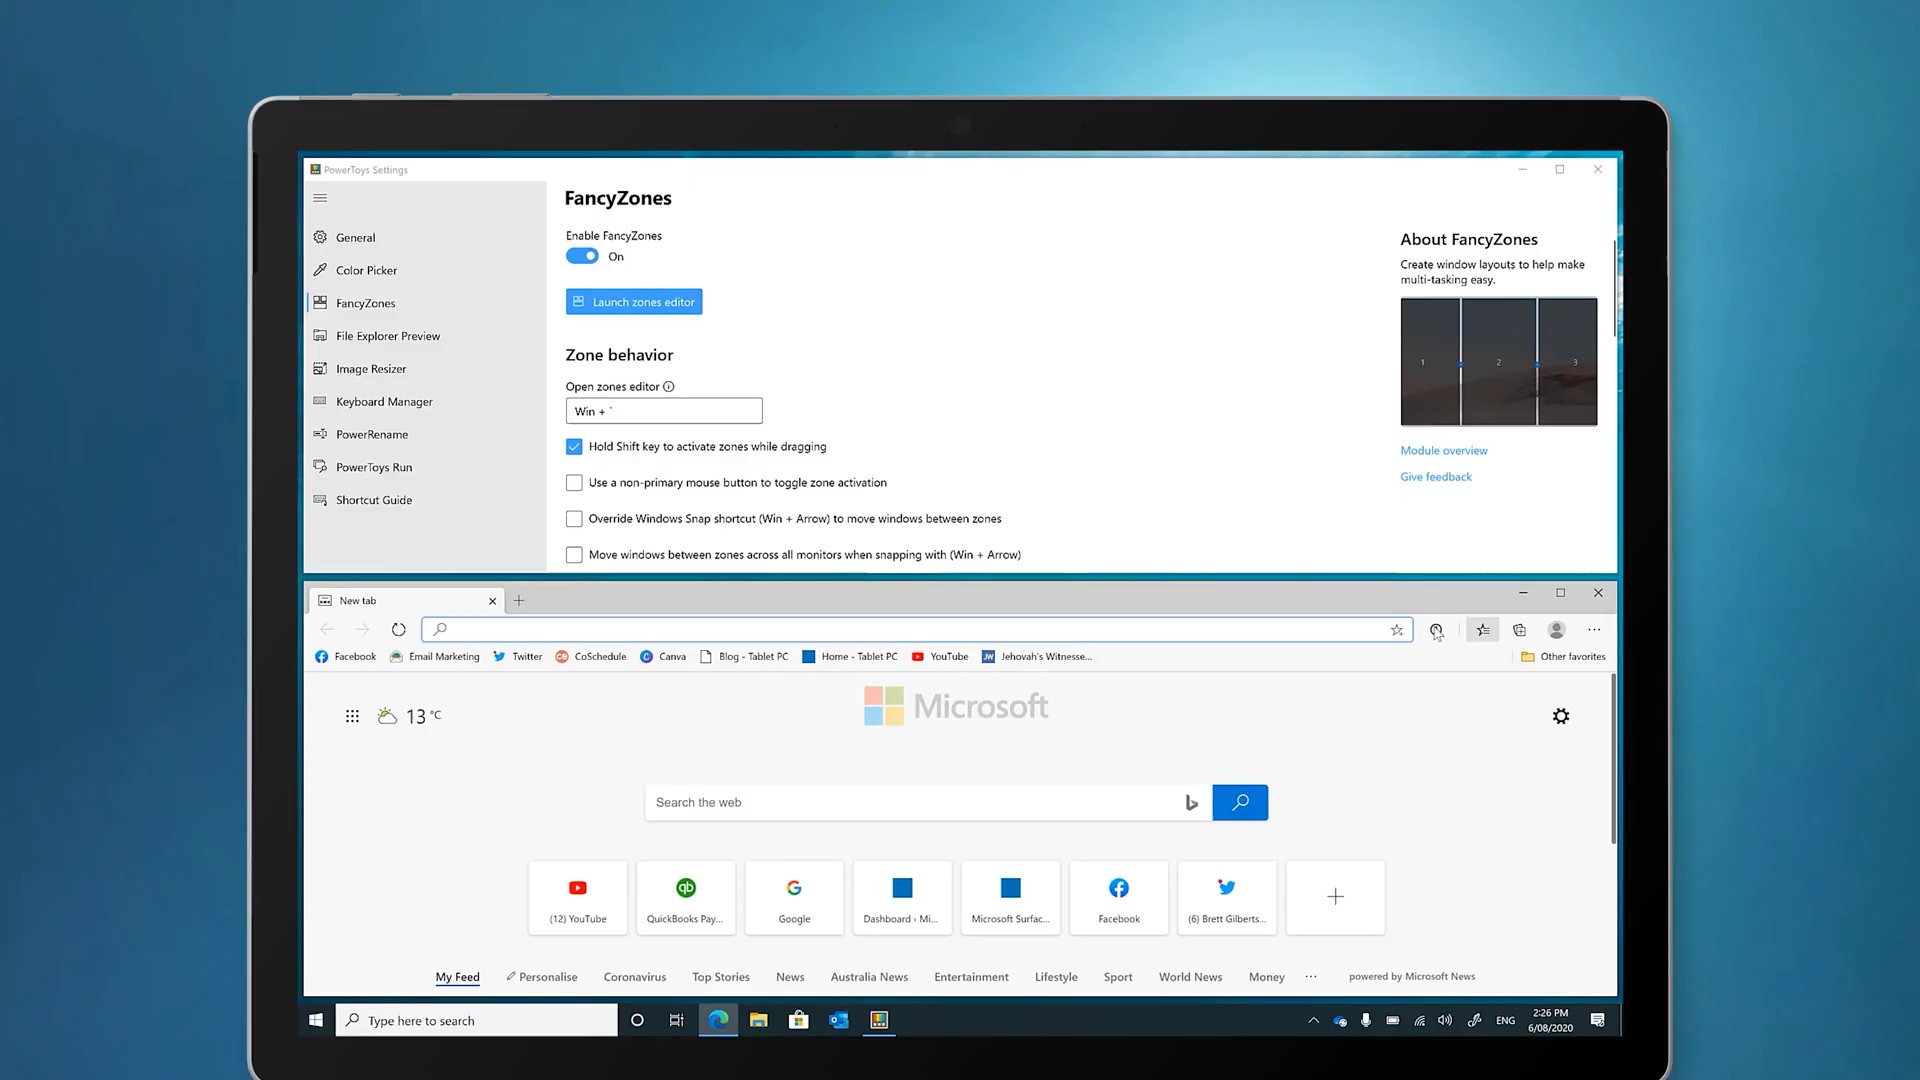 PowerToys Settings
FancyZones
General
Color Picker
FancyZones
File Explorer Preview
Image Resizer
Keyboard Manager
PowerRename
PowerToys Run
Shortcut Guide
Enable FancyZones
On
Launch zones editor
Zone behavior
Open zones editor
Win + `
Hold Shift key to activate zones while dragging
Use a non-primary mouse button to toggle zone activation
Override Windows Snap shortcut (Win + Arrow) to move windows between zones
Move windows between zones across all monitors when snapping with (Win + Arrow)
About FancyZones
Create window layouts to help make
multi-tasking easy.
1 2 3
Module overview
Give feedback
New tab
Facebook Email Marketing Twitter CoSchedule Canva Blog - Tablet PC Home - Tablet PC YouTube JW Jehovah's Witnesse... Other favorites
13 °C
Microsoft
Search the web
(12) YouTube QuickBooks Pay... Google Dashboard ‹ Mi... Microsoft Surfac... Facebook (6) Brett Gilberts...
My Feed Personalise Coronavirus Top Stories News Australia News Entertainment Lifestyle Sport World News Money ... powered by Microsoft News
Type here to search
ENG
2:26 PM
6/08/2020